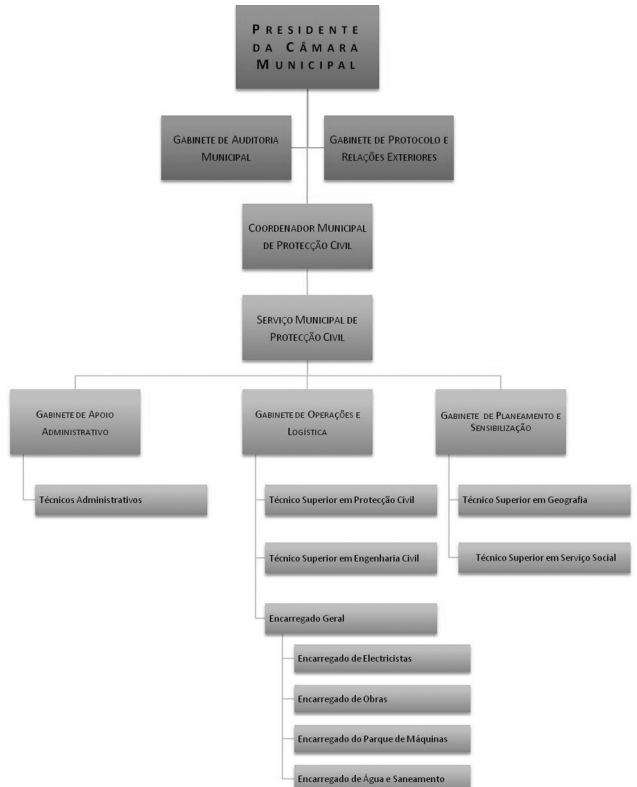 PRESIDENTE
DA CÂMARA
MUNICIPAL
GABINETE DE AUDITORIA
MUNICIPAL
GABINETE DE PROTOCOLO E
RELAÇÕES EXTERIORES
COORDENADOR MUNICIPAL
DE PROTECÇÃO CIVIL
SERVIÇO MUNICIPAL DE
PROTECÇÃO CIVIL
GABINETE DE APOIO
ADMINISTRATIVO
GABINETE DE OPERAÇÕES E
LOGÍSTICA
GABINETE DE PLANEAMENTO E
SENSIBILIZAÇÃO
Técnicos Administrativos
Técnico Superior em Protecção Civil
Técnico Superior em Geografia
Técnico Superior em Engenharia Civil
Técnico Superior em Serviço Social
Encarregado Geral
Encarregado de Electricistas
Encarregado de Obras
Encarregado do Parque de Máquinas
Encarregado de Água e Saneamento